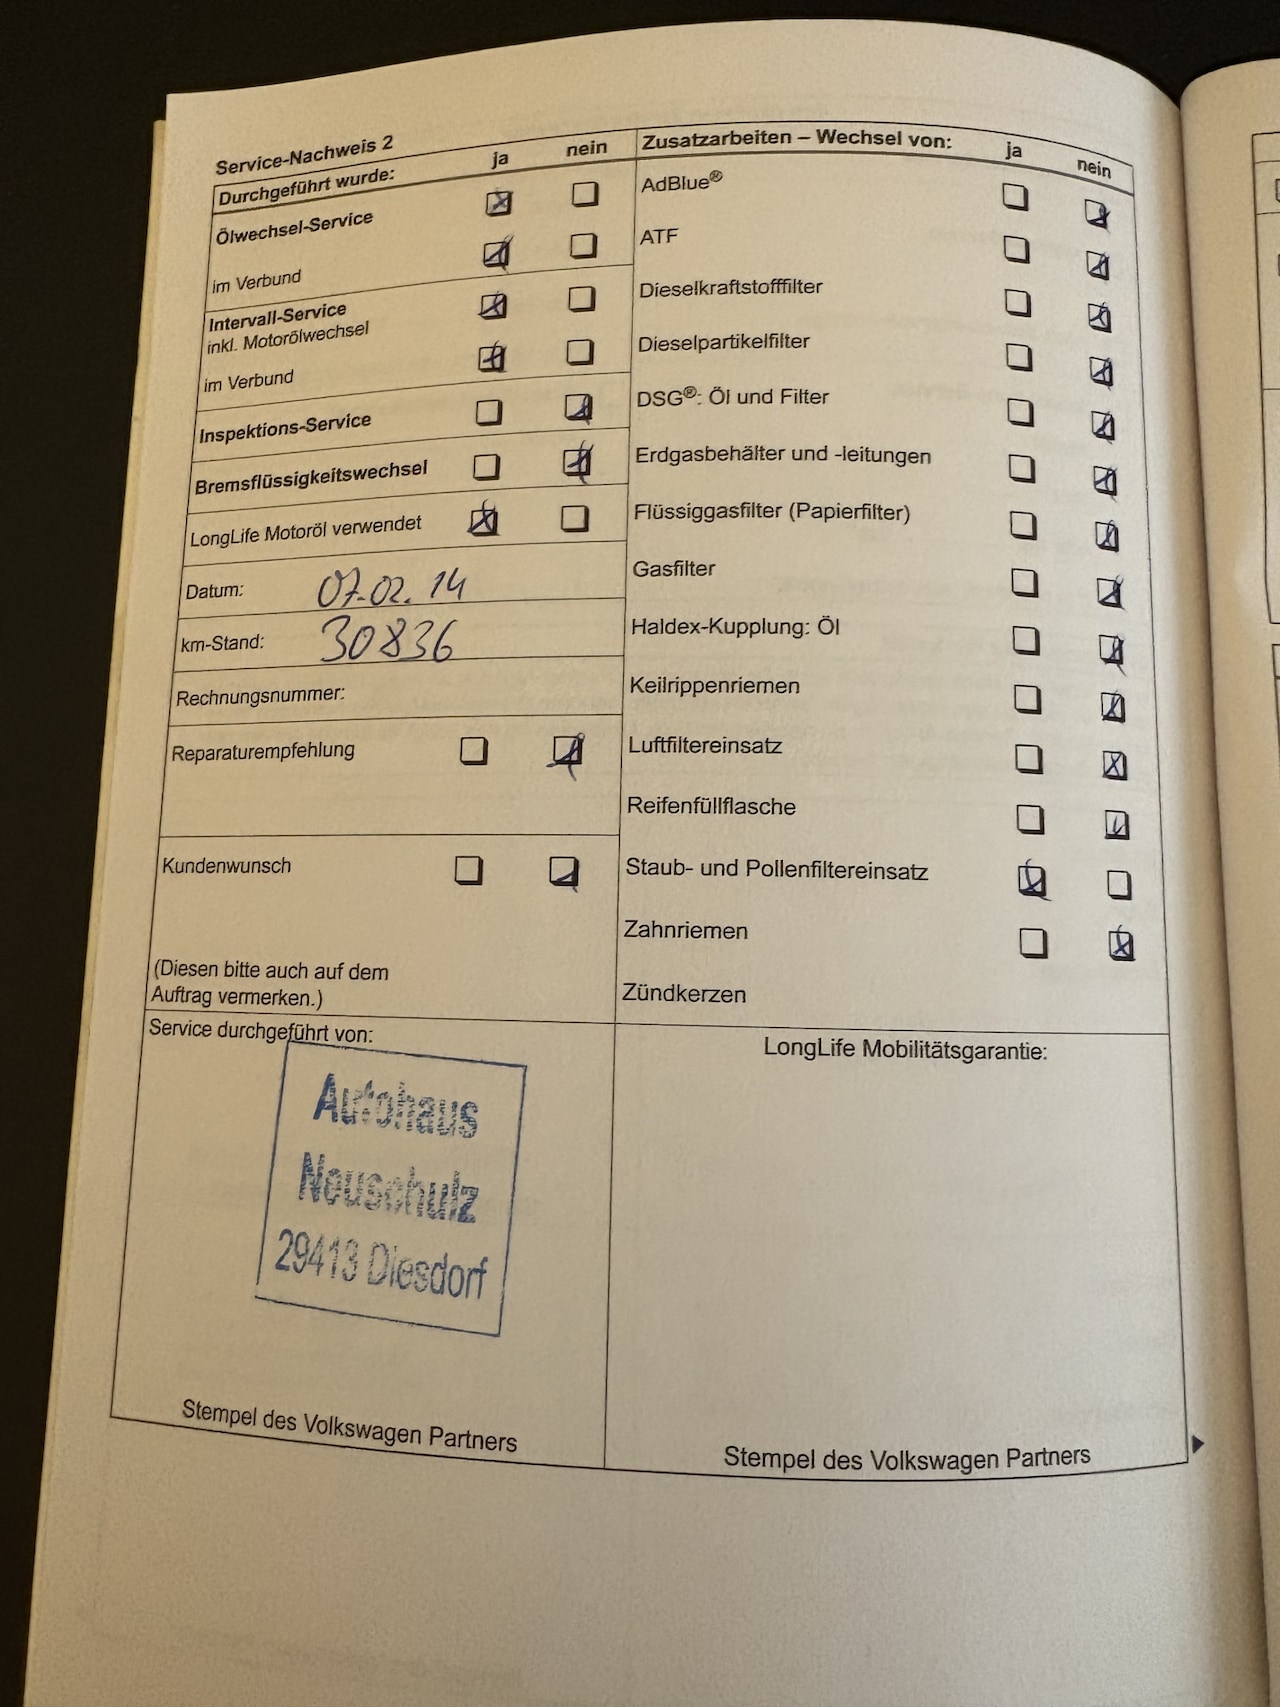 Service-Nachweis 2
Durchgeführt wurde: ja nein
Ölwechsel-Service
im Verbund
Intervall-Service
inkl. Motorölwechsel
im Verbund
Inspektions-Service
Bremsflüssigkeitswechsel
LongLife Motoröl verwendet
Datum: 07.02.14
km-Stand: 30836
Rechnungsnummer:
Reparaturempfehlung
Kundenwunsch
(Diesen bitte auch auf dem
Auftrag vermerken.)
Zusatzarbeiten – Wechsel von: ja nein
AdBlue®
ATF
Dieselkraftstofffilter
Dieselpartikelfilter
DSG®: Öl und Filter
Erdgasbehälter und -leitungen
Flüssiggasfilter (Papierfilter)
Gasfilter
Haldex-Kupplung: Öl
Keilrippenriemen
Luftfiltereinsatz
Reifenfüllflasche
Staub- und Pollenfiltereinsatz
Zahnriemen
Zündkerzen
Service durchgeführt von:
Autohaus
Neuschulz
29413 Diesdorf
Stempel des Volkswagen Partners
LongLife Mobilitätsgarantie:
Stempel des Volkswagen Partners